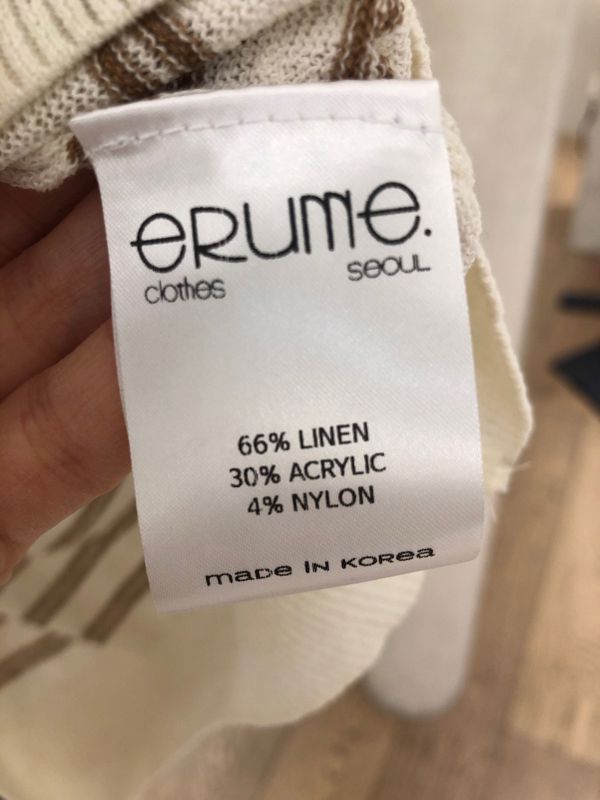 eRUme.
clothes seoul
66% LINEN
30% ACRYLIC
4% NYLON
made in Korea